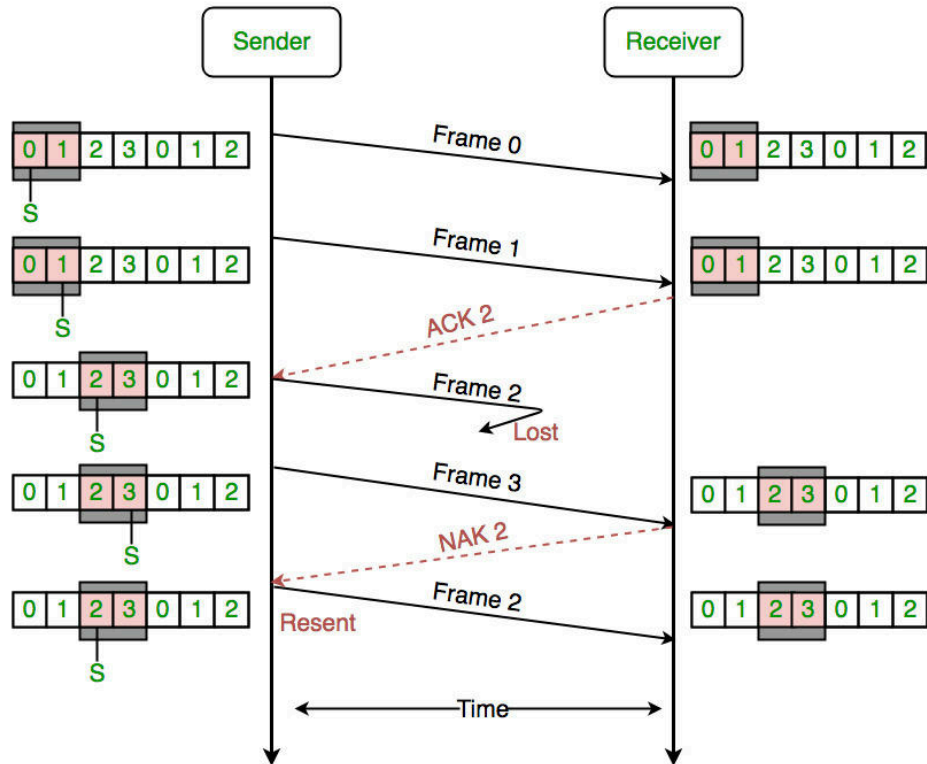 Sender
Receiver
0 1 2 3 0 1 2
Frame 0
0 1 2 3 0 1 2
S
0 1 2 3 0 1 2
Frame 1
0 1 2 3 0 1 2
S
ACK 2
0 1 2 3 0 1 2
Frame 2
Lost
S
0 1 2 3 0 1 2
Frame 3
0 1 2 3 0 1 2
NAK 2
S
0 1 2 3 0 1 2
Frame 2
0 1 2 3 0 1 2
Resent
S
Time